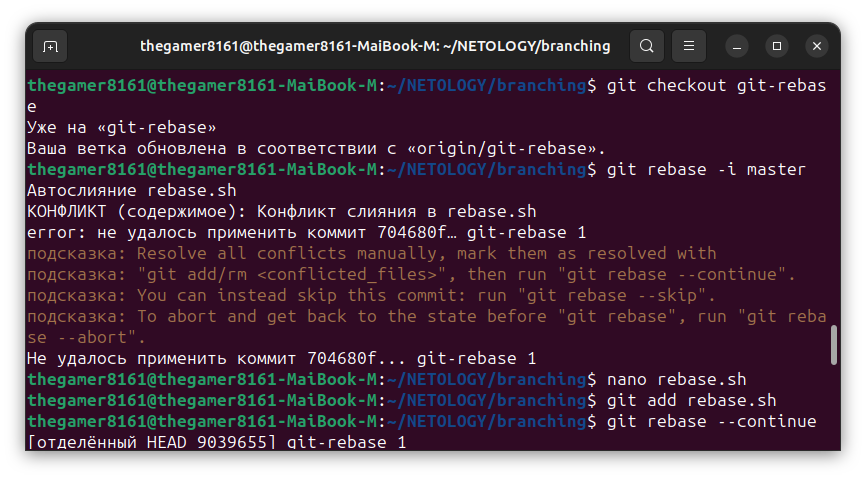 thegamer8161@thegamer8161-MaiBook-M: ~/NETOLOGY/branching
thegamer8161@thegamer8161-MaiBook-M:~/NETOLOGY/branching$ git checkout git-rebas
e
Уже на «git-rebase»
Ваша ветка обновлена в соответствии с «origin/git-rebase».
thegamer8161@thegamer8161-MaiBook-M:~/NETOLOGY/branching$ git rebase -i master
Автослияние rebase.sh
КОНФЛИКТ (содержимое): Конфликт слияния в rebase.sh
error: не удалось применить коммит 704680f… git-rebase 1
подсказка: Resolve all conflicts manually, mark them as resolved with
подсказка: "git add/rm <conflicted_files>", then run "git rebase --continue".
подсказка: You can instead skip this commit: run "git rebase --skip".
подсказка: To abort and get back to the state before "git rebase", run "git reba
se --abort".
Не удалось применить коммит 704680f... git-rebase 1
thegamer8161@thegamer8161-MaiBook-M:~/NETOLOGY/branching$ nano rebase.sh
thegamer8161@thegamer8161-MaiBook-M:~/NETOLOGY/branching$ git add rebase.sh
thegamer8161@thegamer8161-MaiBook-M:~/NETOLOGY/branching$ git rebase --continue
[отделённый HEAD 9039655] git-rebase 1